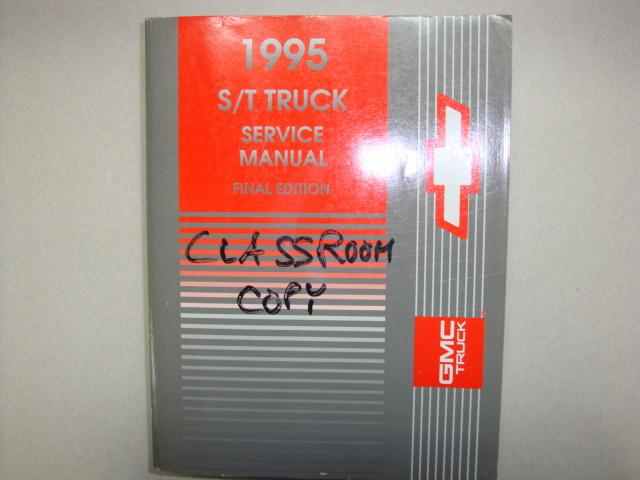 1995
S/T TRUCK
SERVICE
MANUAL
FINAL EDITION
CLASSROOM
COPY
GMC
TRUCK